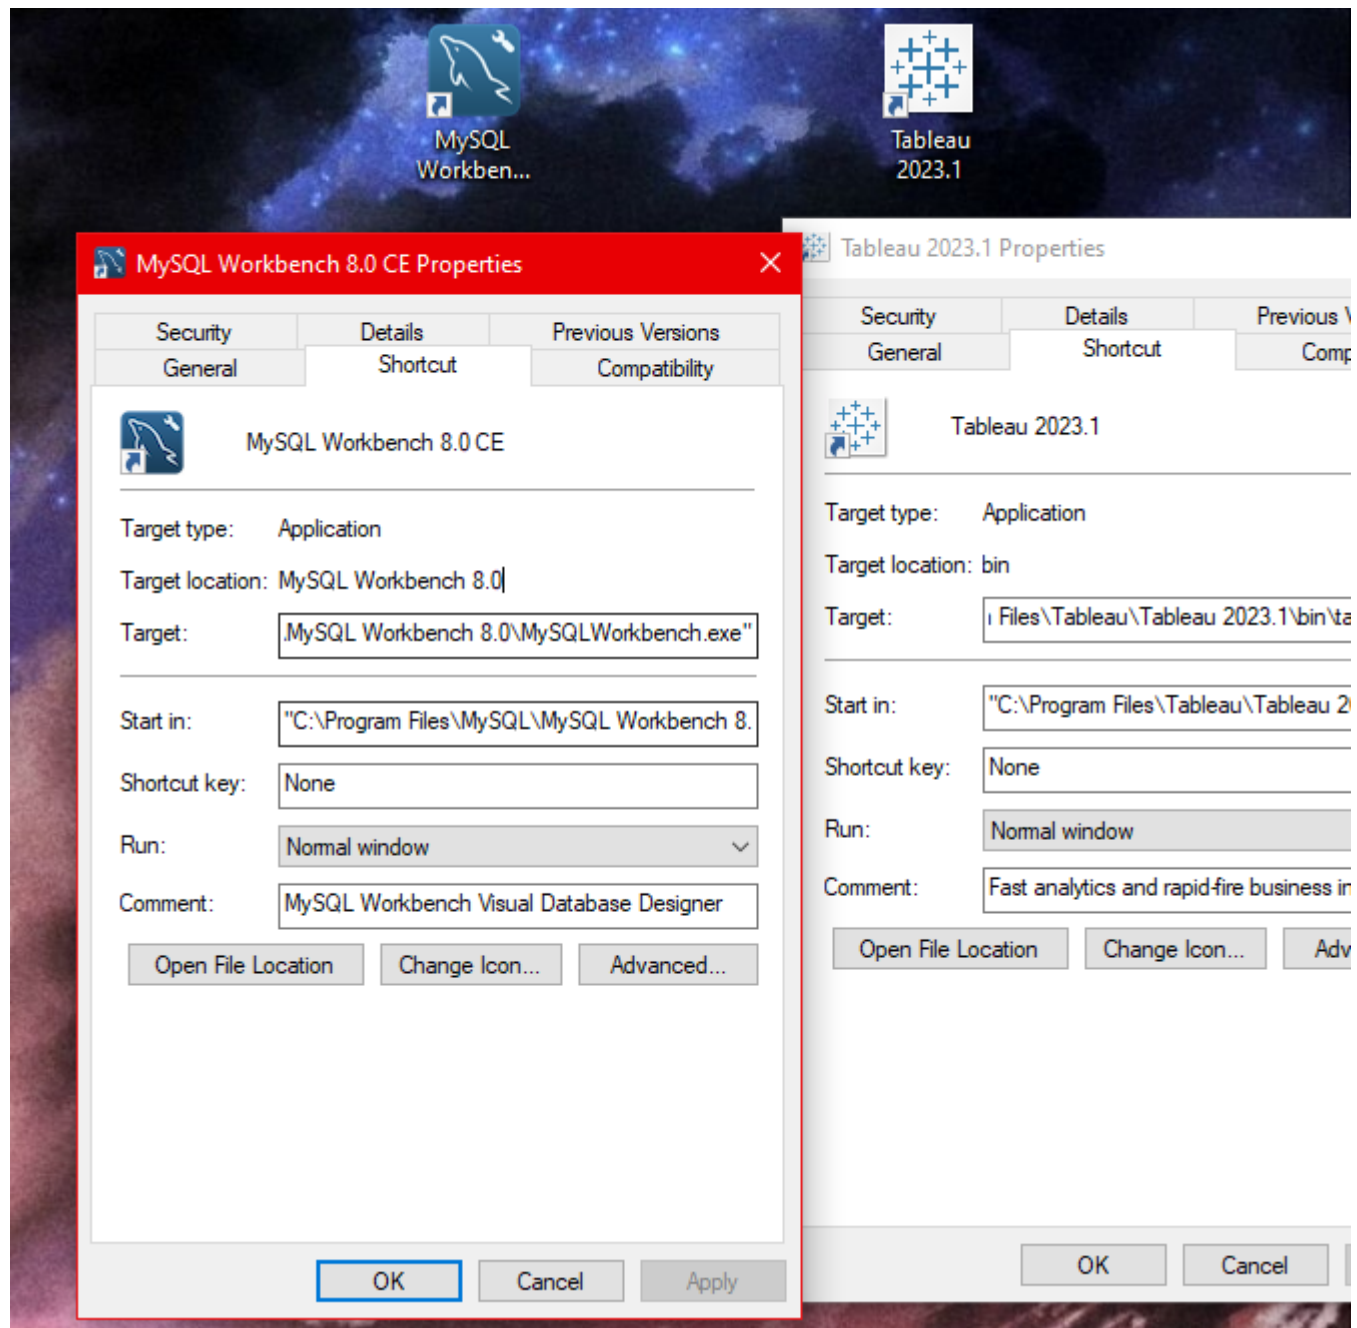 MySQL
Workben...
Tableau
2023.1
MySQL Workbench 8.0 CE Properties
Security Details Previous Versions
General Shortcut Compatibility
MySQL Workbench 8.0 CE
Target type: Application
Target location: MySQL Workbench 8.0
Target: .MySQL Workbench 8.0\MySQLWorkbench.exe"
Start in: "C:\Program Files\MySQL\MySQL Workbench 8.
Shortcut key: None
Run: Normal window
Comment: MySQL Workbench Visual Database Designer
Open File Location Change Icon... Advanced...
OK Cancel Apply
Tableau 2023.1 Properties
Security Details Previous V
General Shortcut Comp
Tableau 2023.1
Target type: Application
Target location: bin
Target: Files\Tableau\Tableau 2023.1\bin\ta
Start in: "C:\Program Files\Tableau\Tableau 2
Shortcut key: None
Run: Normal window
Comment: Fast analytics and rapid-fire business in
Open File Location Change Icon... Adv
OK Cancel